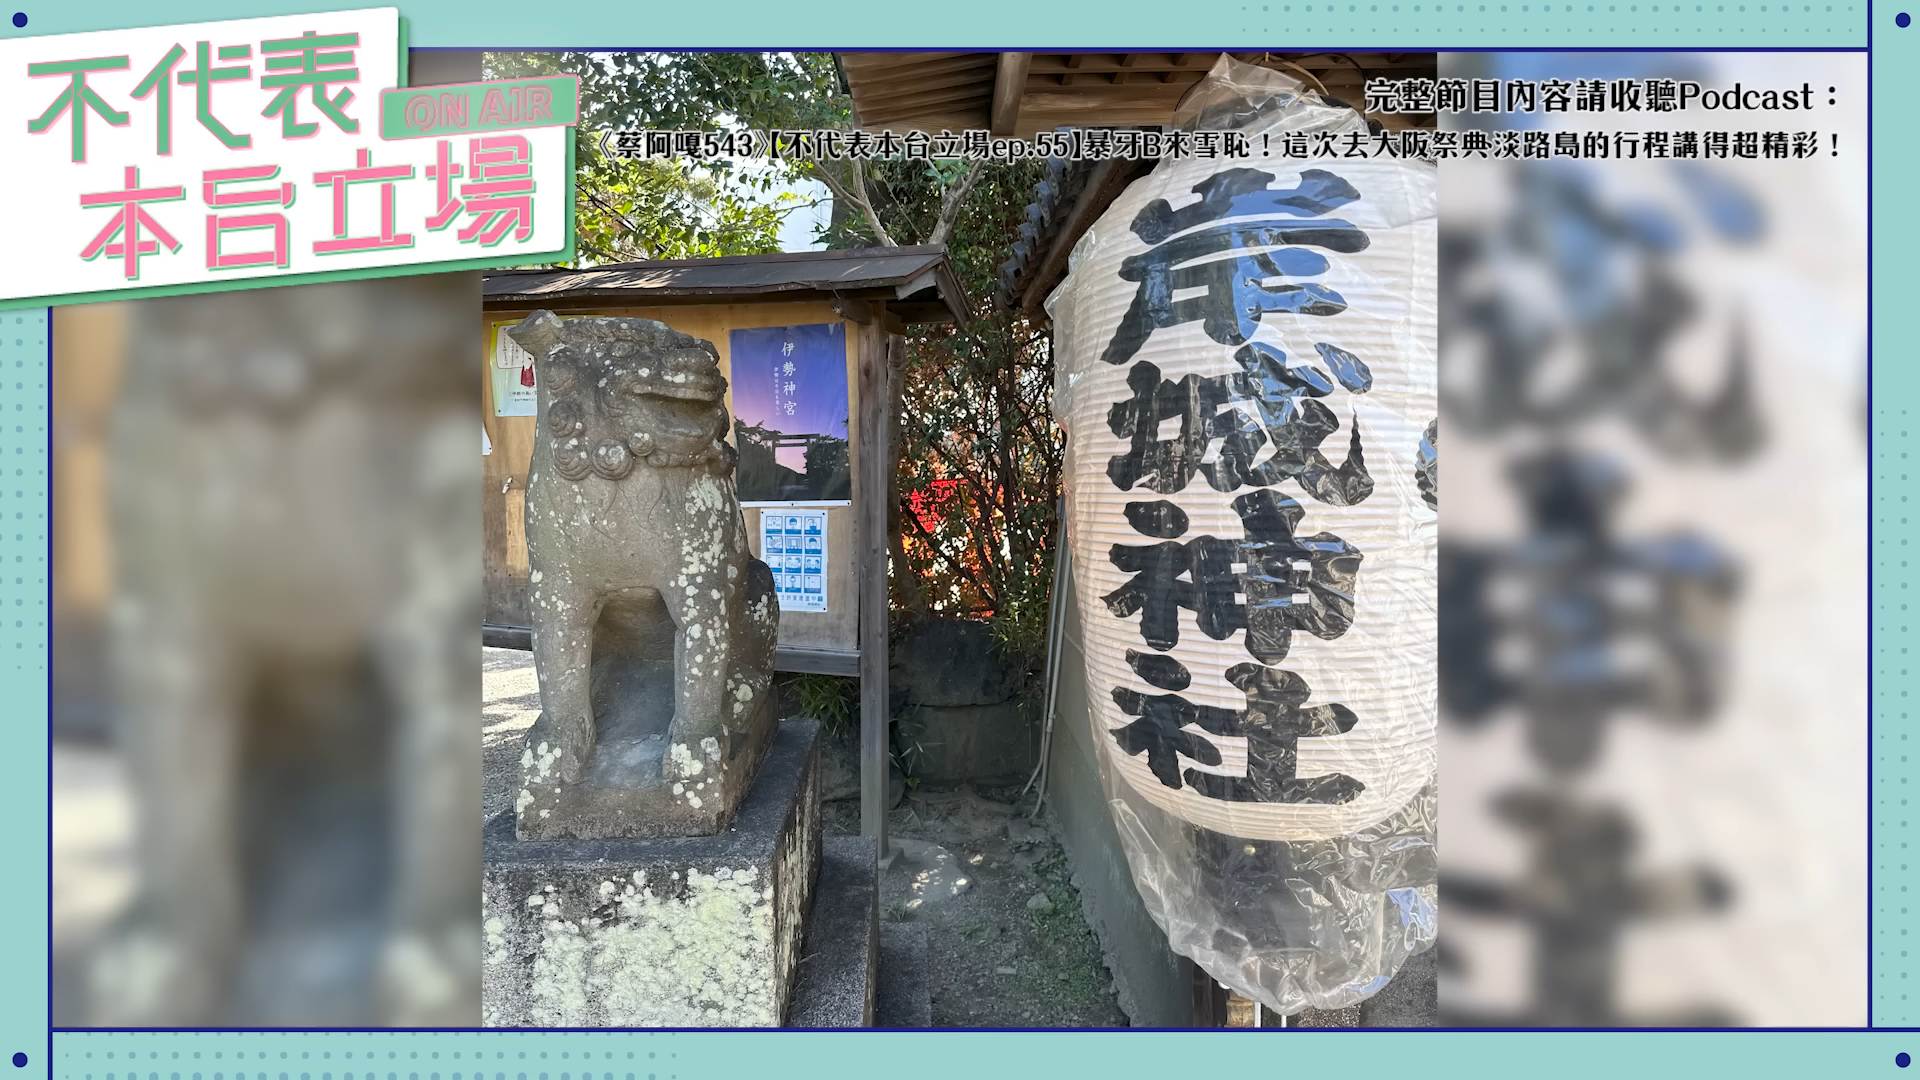 不代表
ON AIR
本台立場
完整節目內容請收聽Podcast：
《蔡阿嘎543》【不代表本台立場ep.55】暴牙B來雪恥！這次去大阪祭典淡路島的行程講得超精彩！
伊勢神宮
岸城神社